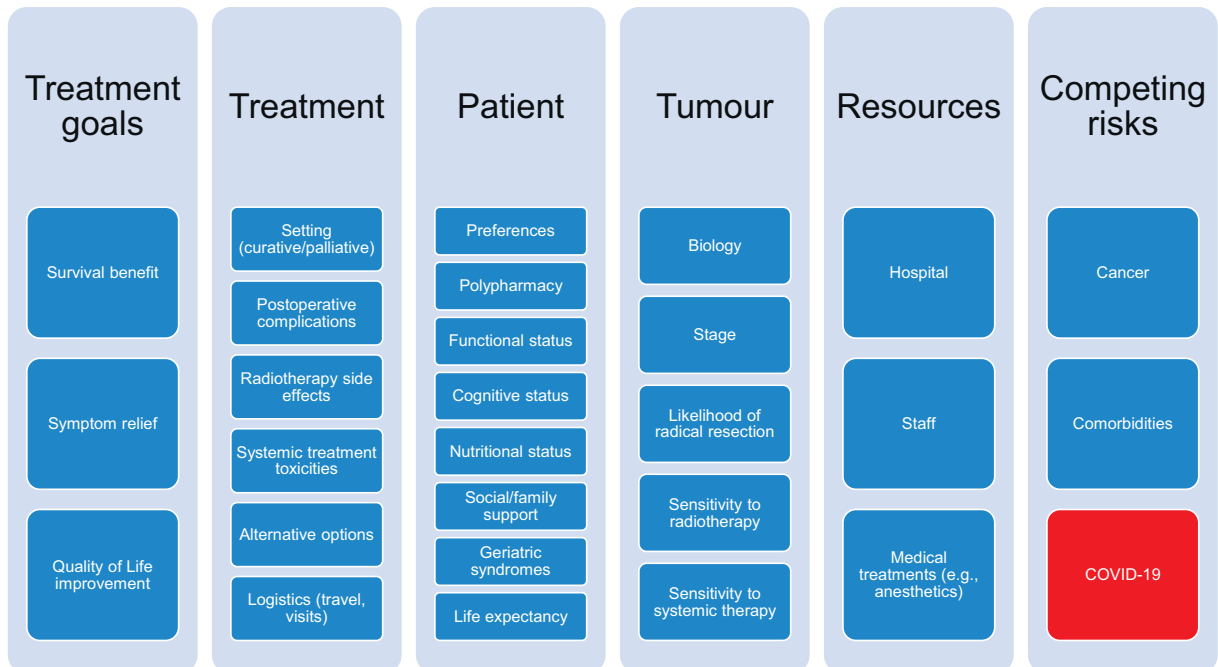 Treatment
goals
Survival benefit
Symptom relief
Quality of Life
improvement
Treatment
Setting
(curative/palliative)
Postoperative
complications
Radiotherapy side
effects
Systemic treatment
toxicities
Alternative options
Logistics (travel,
visits)
Patient
Preferences
Polypharmacy
Functional status
Cognitive status
Nutritional status
Social/family
support
Geriatric
syndromes
Life expectancy
Tumour
Biology
Stage
Likelihood of
radical resection
Sensitivity to
radiotherapy
Sensitivity to
systemic therapy
Resources
Hospital
Staff
Medical
treatments (e.g.,
anesthetics)
Competing
risks
Cancer
Comorbidities
COVID-19